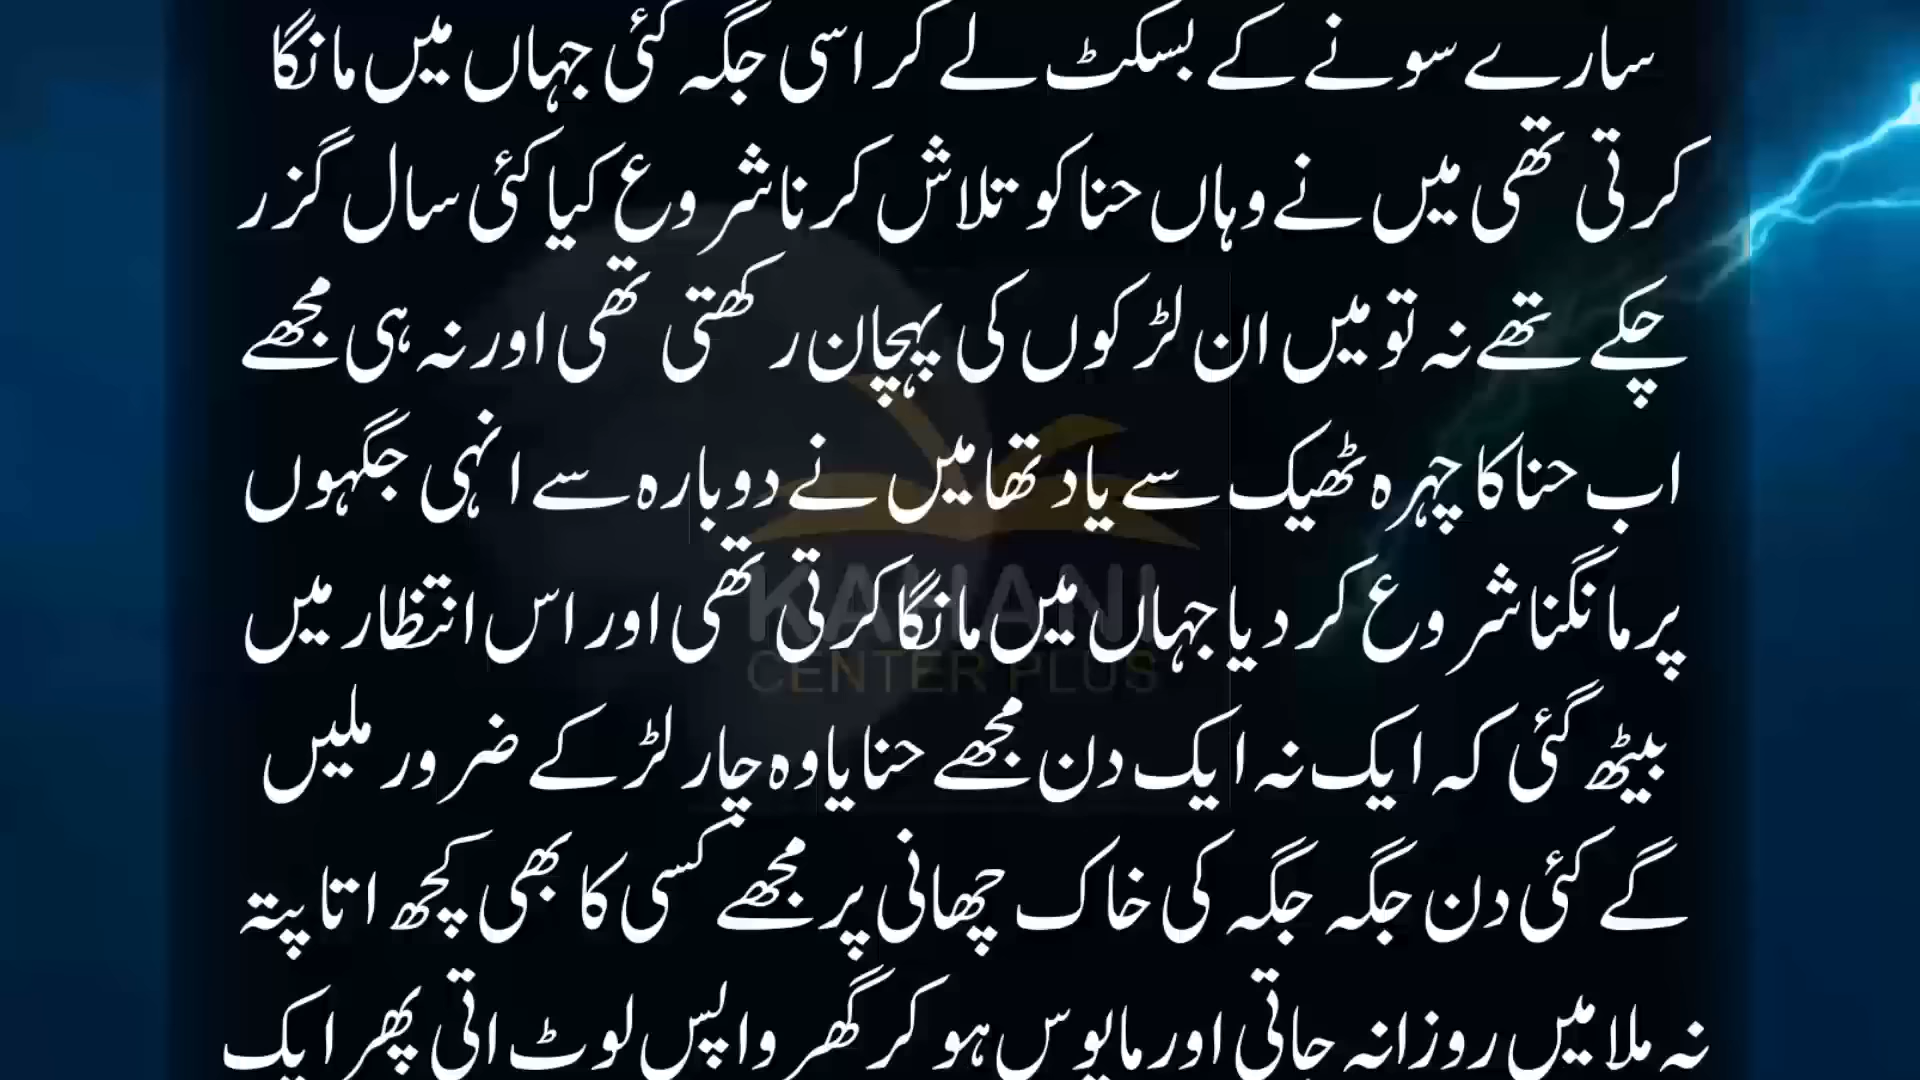 سارے سونے کے بسکٹ لے کر اسی جگہ گئی جہاں میں مانگا
کرتی تھی میں نے وہاں حنا کو تلاش کرنا شروع کیا کئی سال گزر
چکے تھے نہ تو میں ان لڑکوں کی پہچان رکھتی تھی اور نہ ہی مجھے
اب حنا کا چہرہ ٹھیک سے یاد تھا میں نے دوبارہ سے انہی جگہوں
پر مانگنا شروع کر دیا جہاں میں مانگا کرتی تھی اور اس انتظار میں
KAHANI
CENTER PLUS
بیٹھ گئی کہ ایک نہ ایک دن مجھے حنا یا وہ چار لڑکے ضرور ملیں
گے کئی دن جگہ جگہ کی خاک چھانی پر مجھے کسی کا بھی کچھ اتا پتہ
نہ ملا میں روزانہ جاتی اور مایوس ہو کر گھر واپس لوٹ اتی پھر ایک